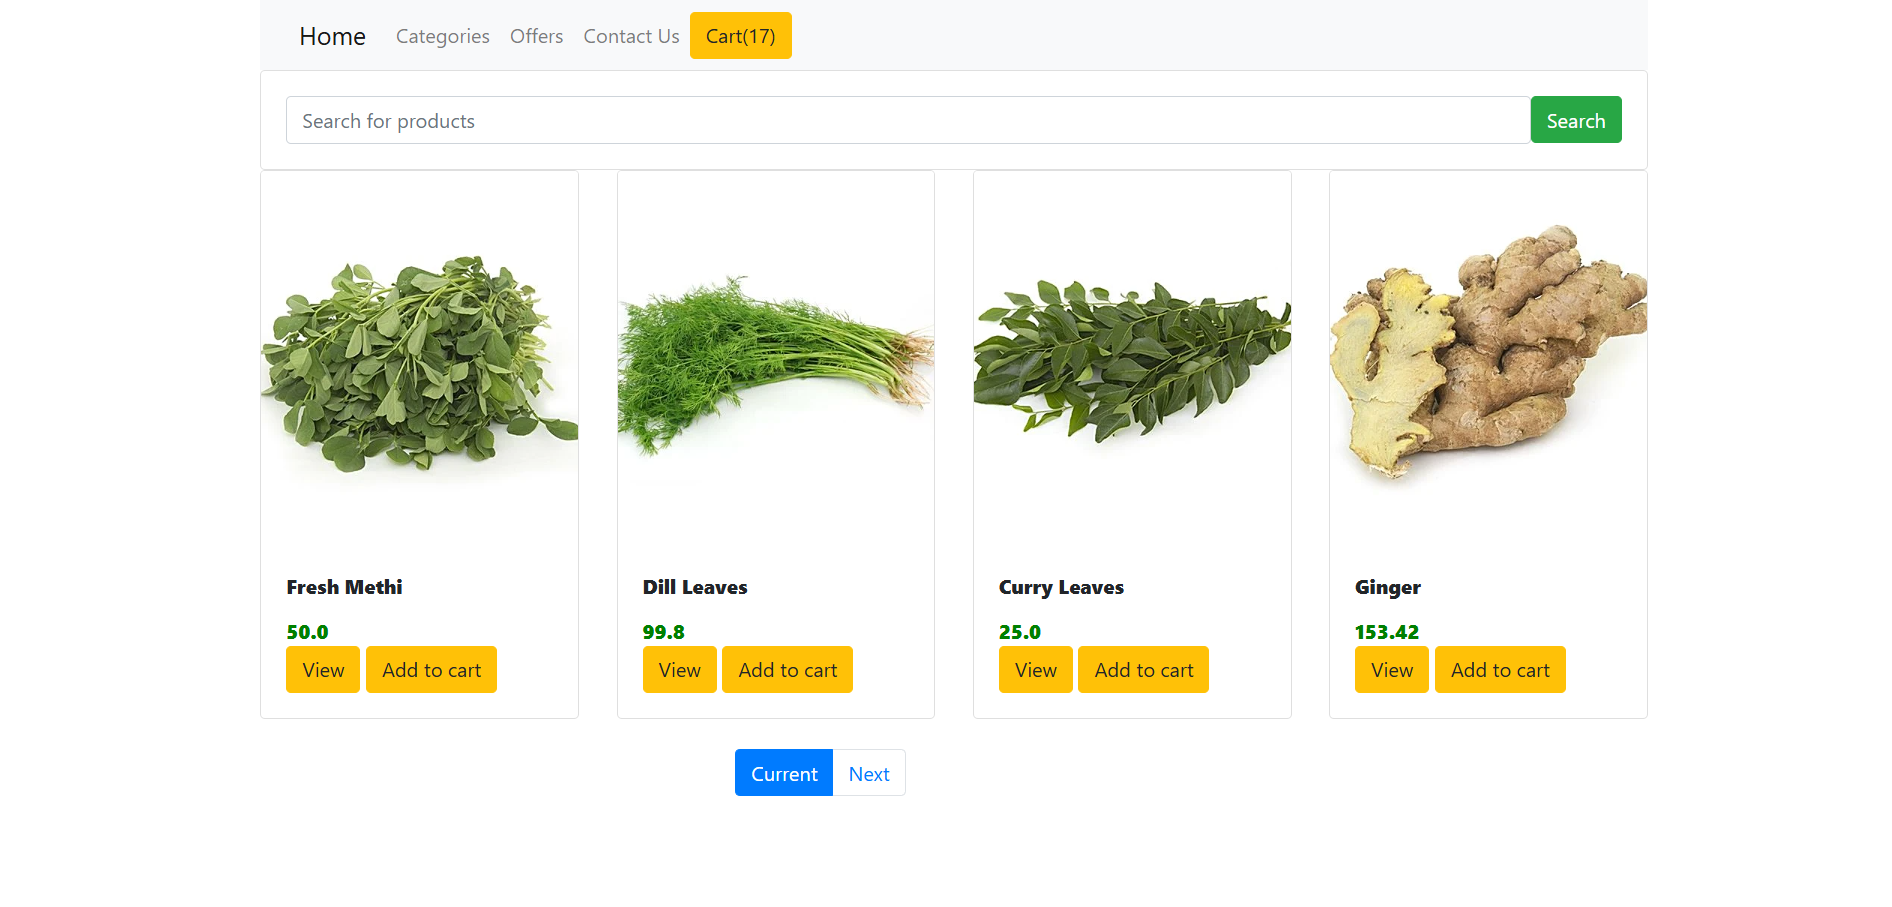 Home Categories Offers Contact Us Cart(17)
Search for products Search
Fresh Methi
50.0
View Add to cart
Dill Leaves
99.8
View Add to cart
Curry Leaves
25.0
View Add to cart
Ginger
153.42
View Add to cart
Current Next